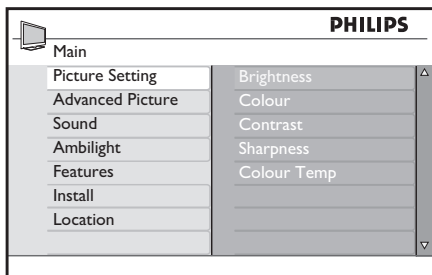 PHILIPS
Main
Picture Setting
Brightness
Advanced Picture
Colour
Sound
Contrast
Ambilight
Sharpness
Features
Colour Temp
Install
Location